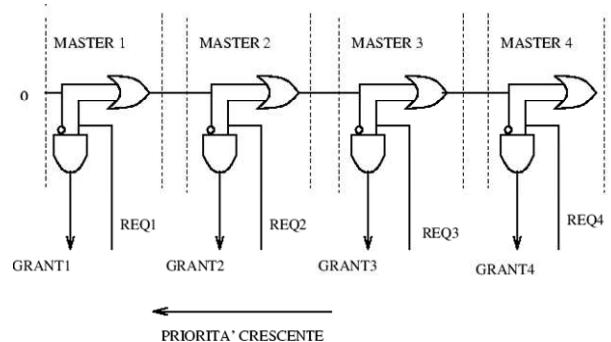 MASTER 1 MASTER 2 MASTER 3 MASTER 4
0
REQ1 REQ2 REQ3 REQ4
GRANT1 GRANT2 GRANT3 GRANT4
PRIORITA' CRESCENTE